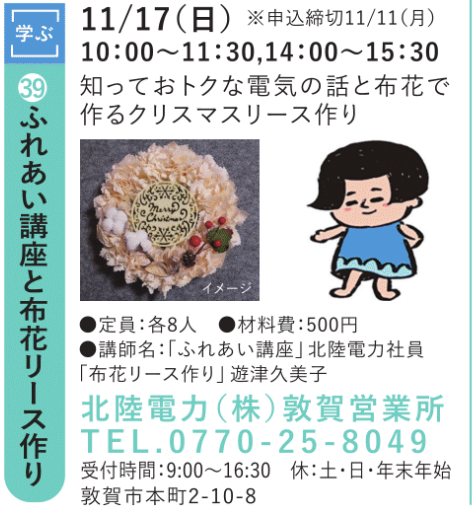 学ぶ
㊴ふれあい講座と布花リース作り
11/17(日) ※申込締切11/11(月)
10:00〜11:30,14:00〜15:30
知っておトクな電気の話と布花で
作るクリスマスリース作り
Merry
Christmas
イメージ
●定員:各8人 ●材料費:500円
●講師名:「ふれあい講座」北陸電力社員
「布花リース作り」遊津久美子
北陸電力(株)敦賀営業所
TEL.0770-25-8049
受付時間:9:00〜16:30 休:土・日・年末年始
敦賀市本町2-10-8